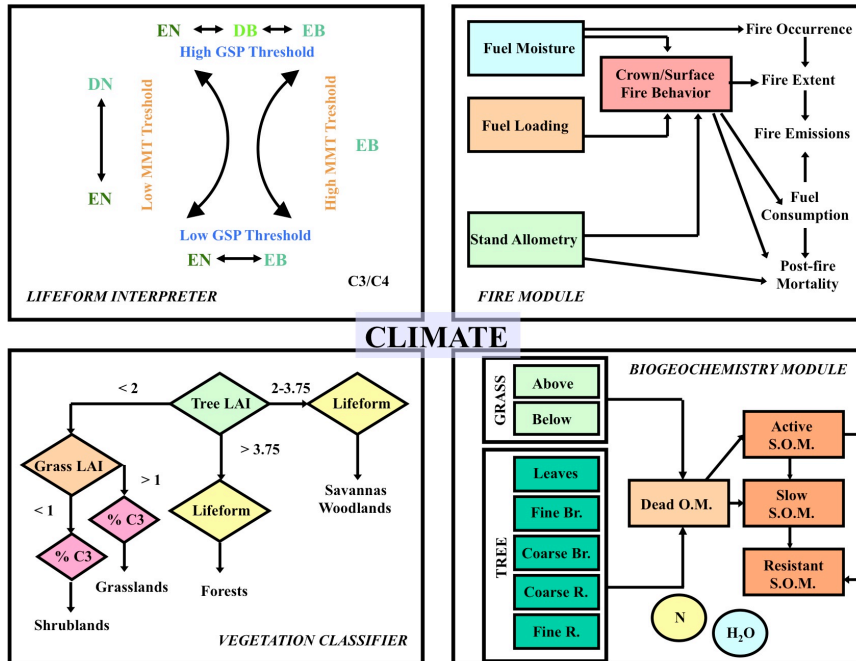 EN DB EB
High GSP Threshold
DN
Low MMT Treshold
High MMT Treshold
EB
EN
Low GSP Threshold
EN EB
C3/C4
LIFEFORM INTERPRETER
Fuel Moisture
Fire Occurrence
Crown/Surface
Fire Behavior
Fire Extent
Fuel Loading
Fire Emissions
Fuel
Consumption
Stand Allometry
Post-fire
Mortality
FIRE MODULE
CLIMATE
< 2
Tree LAI
2-3.75
Lifeform
Grass LAI
> 3.75
> 1
< 1
Lifeform
Savannas
Woodlands
% C3
% C3
Grasslands
Forests
Shrublands
VEGETATION CLASSIFIER
BIOGEOCHEMISTRY MODULE
GRASS
Above
Below
TREE
Leaves
Fine Br.
Coarse Br.
Coarse R.
Fine R.
Dead O.M.
Active
S.O.M.
Slow
S.O.M.
Resistant
S.O.M.
N
H₂O